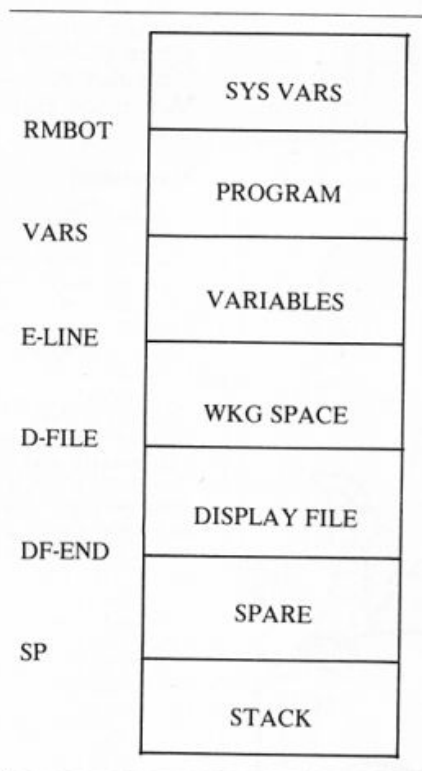 SYS VARS
RMBOT
PROGRAM
VARS
VARIABLES
E-LINE
WKG SPACE
D-FILE
DISPLAY FILE
DF-END
SPARE
SP
STACK